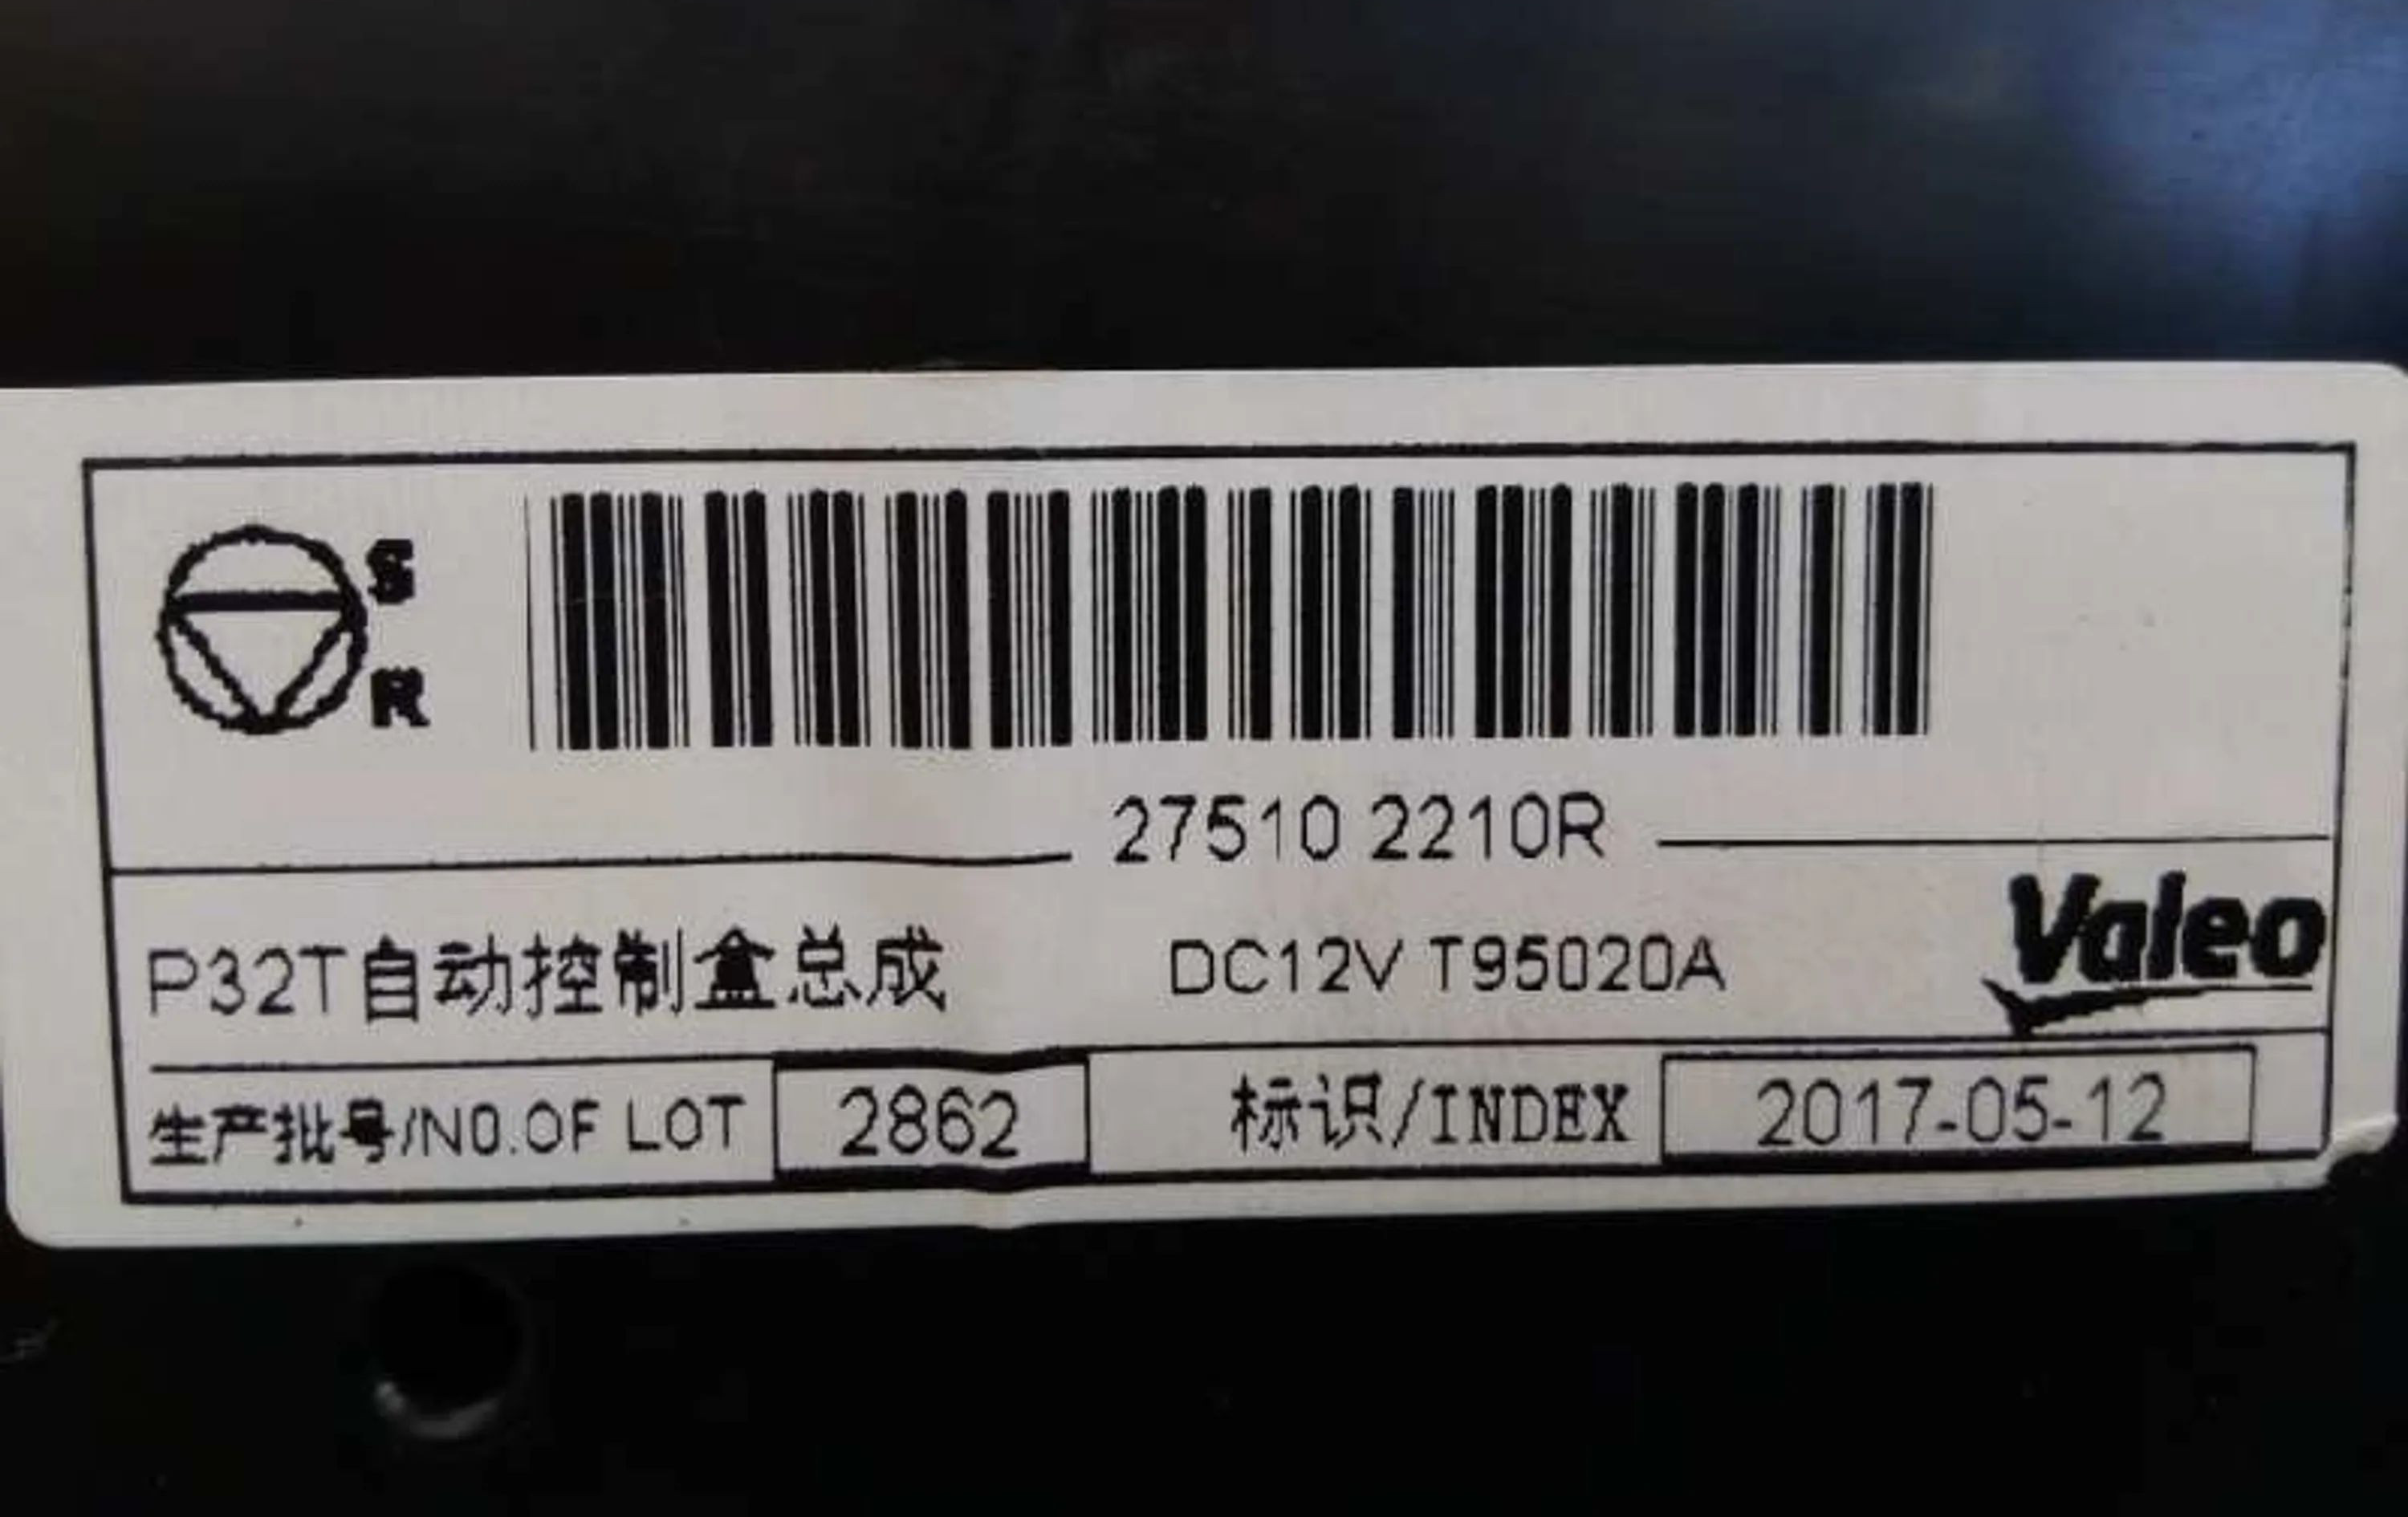 S
R
27510 2210R
P32T自动控制盒总成 DC12V T95020A Valeo
生产批号/NO.OF LOT 2862 标识/INDEX 2017-05-12